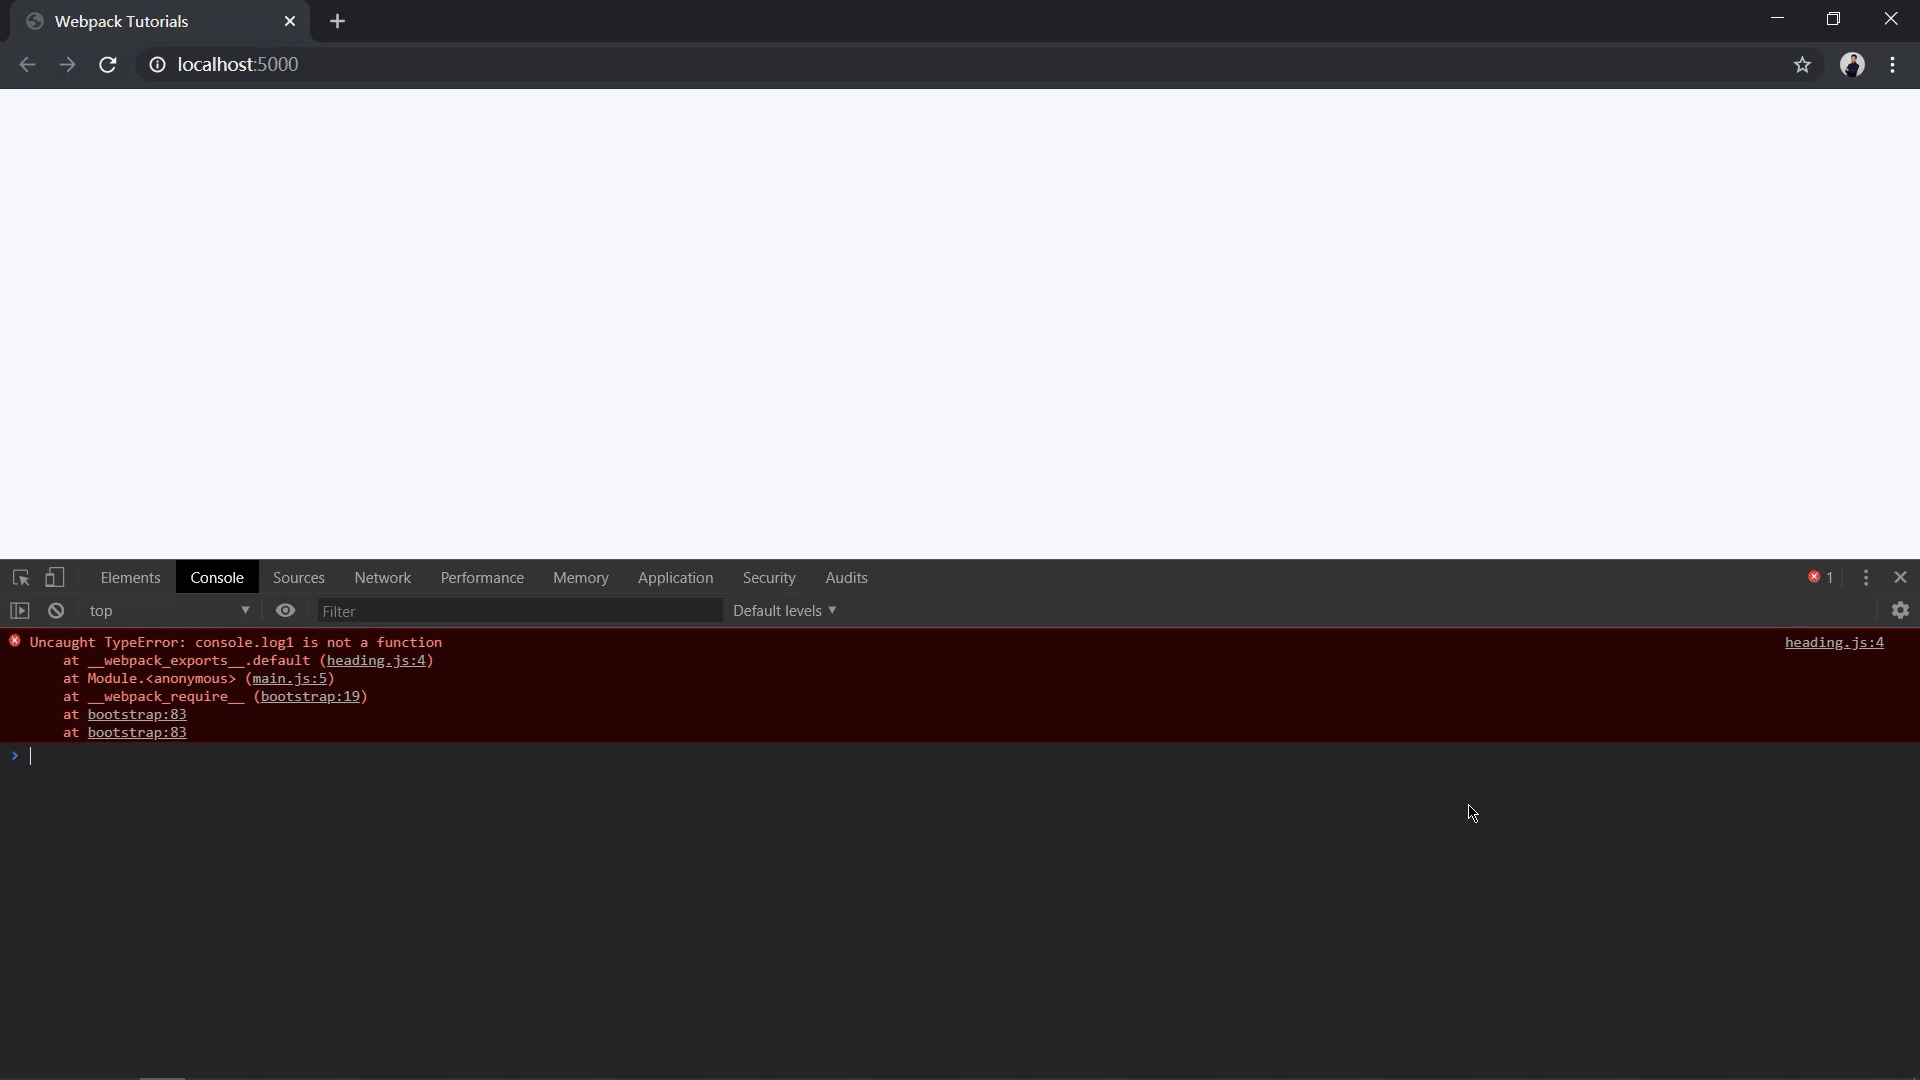 Webpack Tutorials
localhost:5000
Elements Console Sources Network Performance Memory Application Security Audits 1
top Filter Default levels
Uncaught TypeError: console.log1 is not a function heading.js:4
at __webpack_exports__.default (heading.js:4)
at Module.<anonymous> (main.js:5)
at __webpack_require__ (bootstrap:19)
at bootstrap:83
at bootstrap:83